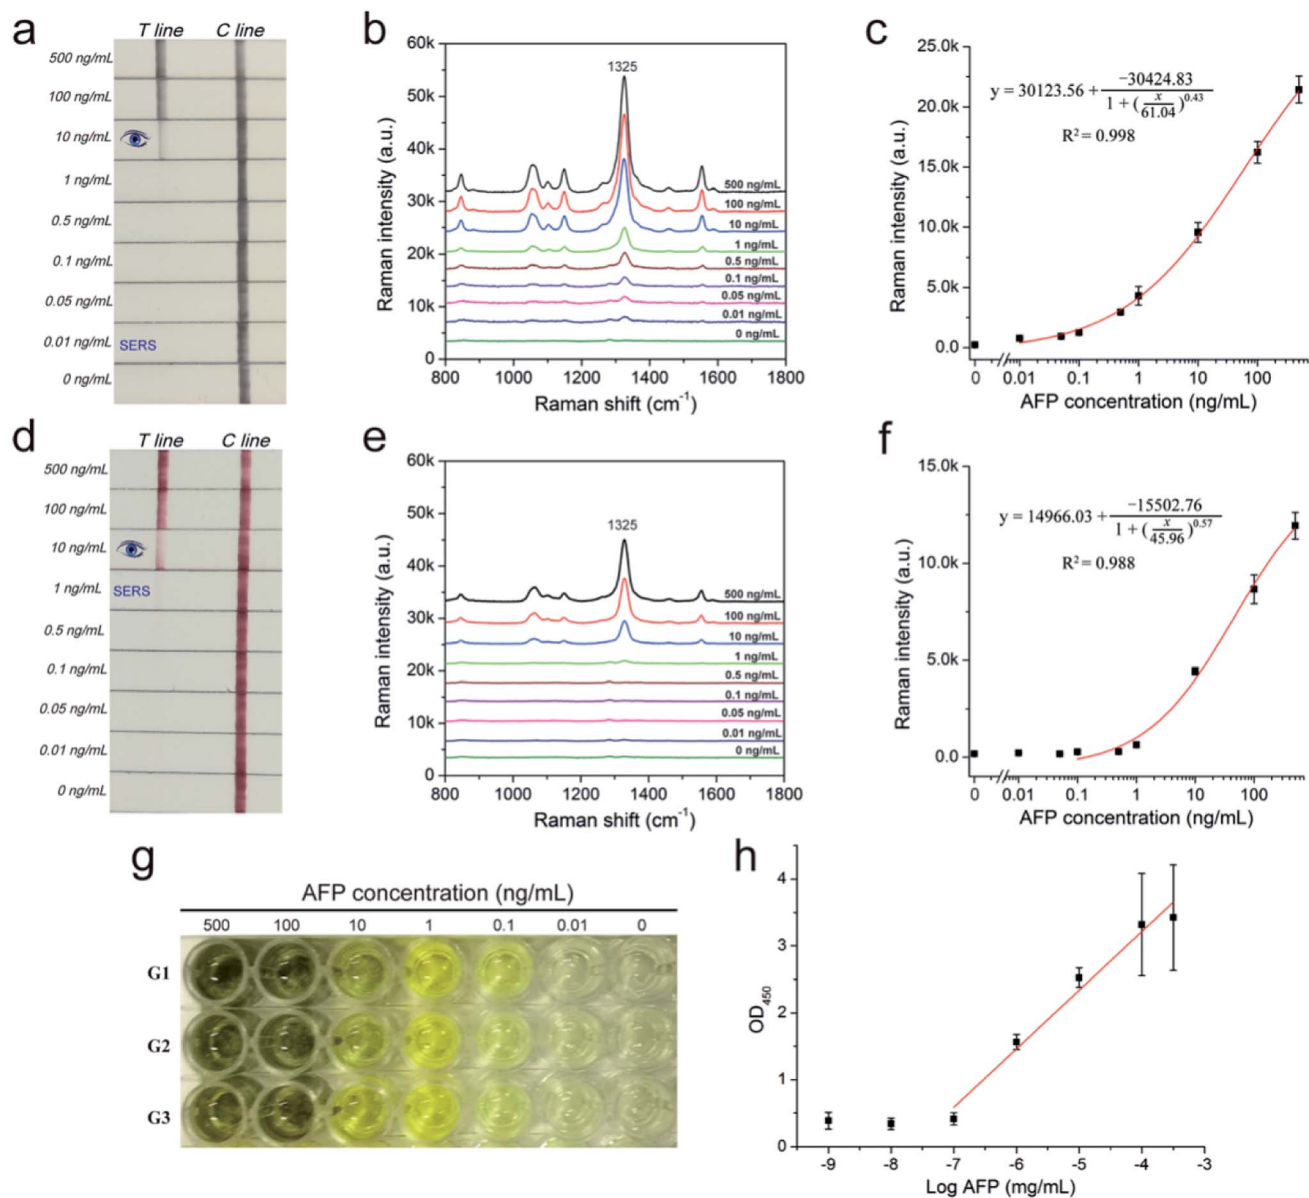 a
T line C line
500 ng/mL
100 ng/mL
10 ng/mL
1 ng/mL
0.5 ng/mL
0.1 ng/mL
0.05 ng/mL
0.01 ng/mL SERS
0 ng/mL
b
60k
50k
40k
30k
20k
10k
0
Raman intensity (a.u.)
1325
500 ng/mL
100 ng/mL
10 ng/mL
1 ng/mL
0.5 ng/mL
0.1 ng/mL
0.05 ng/mL
0.01 ng/mL
0 ng/mL
800 1000 1200 1400 1600 1800
Raman shift (cm⁻¹)
c
25.0k
20.0k
15.0k
10.0k
5.0k
0.0
Raman intensity (a.u.)
y = 30123.56 + −30424.83 / 1 + (x/61.04)^0.43
R² = 0.998
0 0.01 0.1 1 10 100
AFP concentration (ng/mL)
d
T line C line
500 ng/mL
100 ng/mL
10 ng/mL
1 ng/mL SERS
0.5 ng/mL
0.1 ng/mL
0.05 ng/mL
0.01 ng/mL
0 ng/mL
e
60k
50k
40k
30k
20k
10k
0
Raman intensity (a.u.)
1325
500 ng/mL
100 ng/mL
10 ng/mL
1 ng/mL
0.5 ng/mL
0.1 ng/mL
0.05 ng/mL
0.01 ng/mL
0 ng/mL
800 1000 1200 1400 1600 1800
Raman shift (cm⁻¹)
f
15.0k
10.0k
5.0k
0.0
Raman intensity (a.u.)
y = 14966.03 + −15502.76 / 1 + (x/45.96)^0.57
R² = 0.988
0 0.01 0.1 1 10 100
AFP concentration (ng/mL)
g
AFP concentration (ng/mL)
500 100 10 1 0.1 0.01 0
G1
G2
G3
h
4
3
2
1
0
OD₄₅₀
-9 -8 -7 -6 -5 -4 -3
Log AFP (mg/mL)